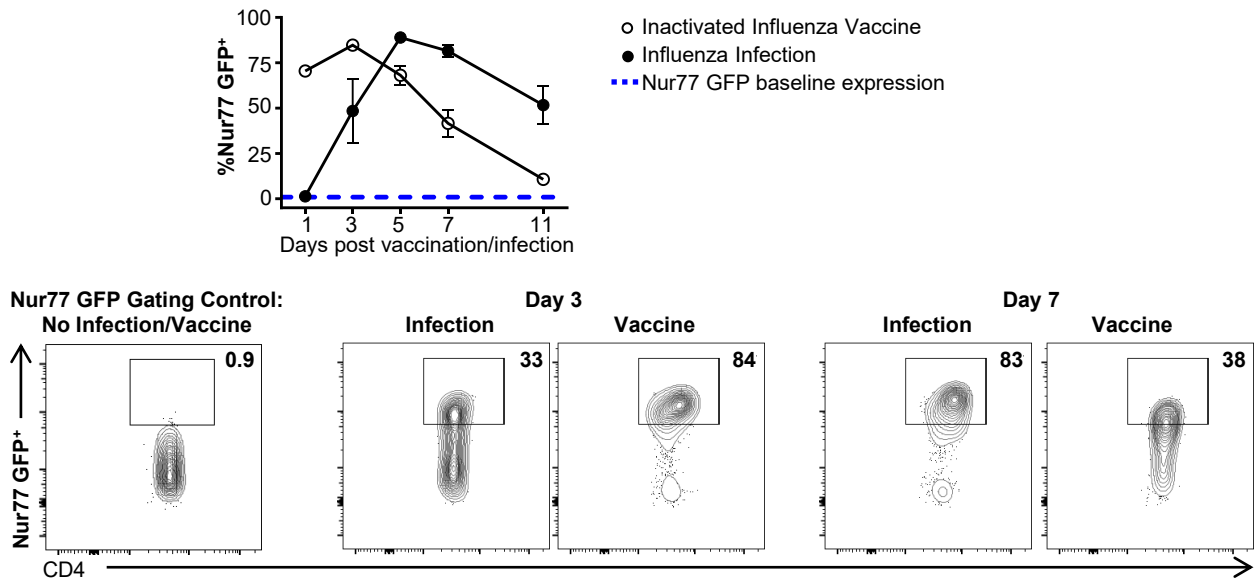 100
75
50
25
0
%Nur77 GFP+
1 3 5 7 11
Days post vaccination/infection
Inactivated Influenza Vaccine
Influenza Infection
Nur77 GFP baseline expression
Nur77 GFP Gating Control:
No Infection/Vaccine
Day 3
Infection Vaccine
Day 7
Infection Vaccine
0.9
33
84
83
38
Nur77 GFP+
CD4